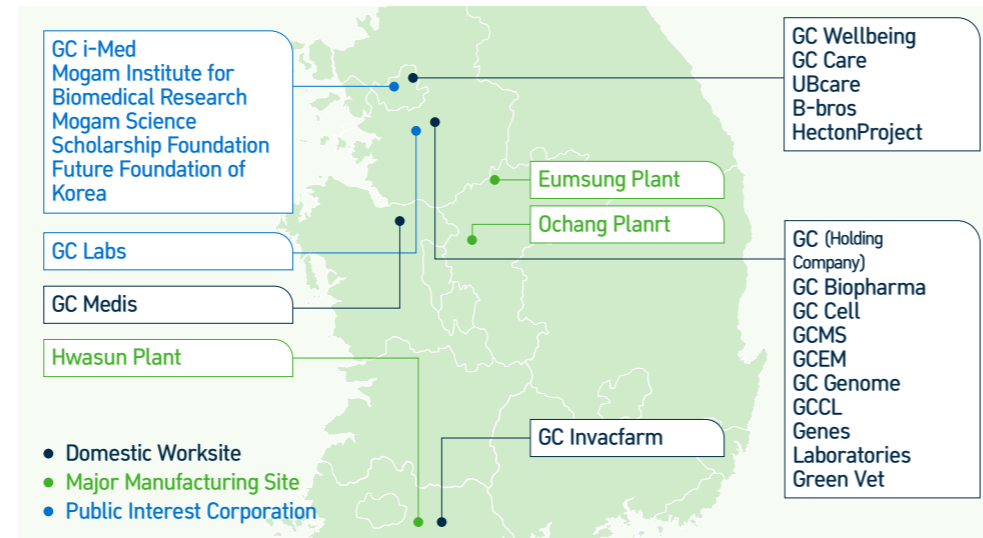 GC i-Med
Mogam Institute for
Biomedical Research
Mogam Science
Scholarship Foundation
Future Foundation of
Korea
GC Labs
GC Medis
Hwasun Plant
GC Wellbeing
GC Care
UBcare
B-bros
HectonProject
Eumsung Plant
Ochang Planrt
GC (Holding
Company)
GC Biopharma
GC Cell
GCMS
GCEM
GC Genome
GCCL
Genes
Laboratories
Green Vet
GC Invacfarm
Domestic Worksite
Major Manufacturing Site
Public Interest Corporation